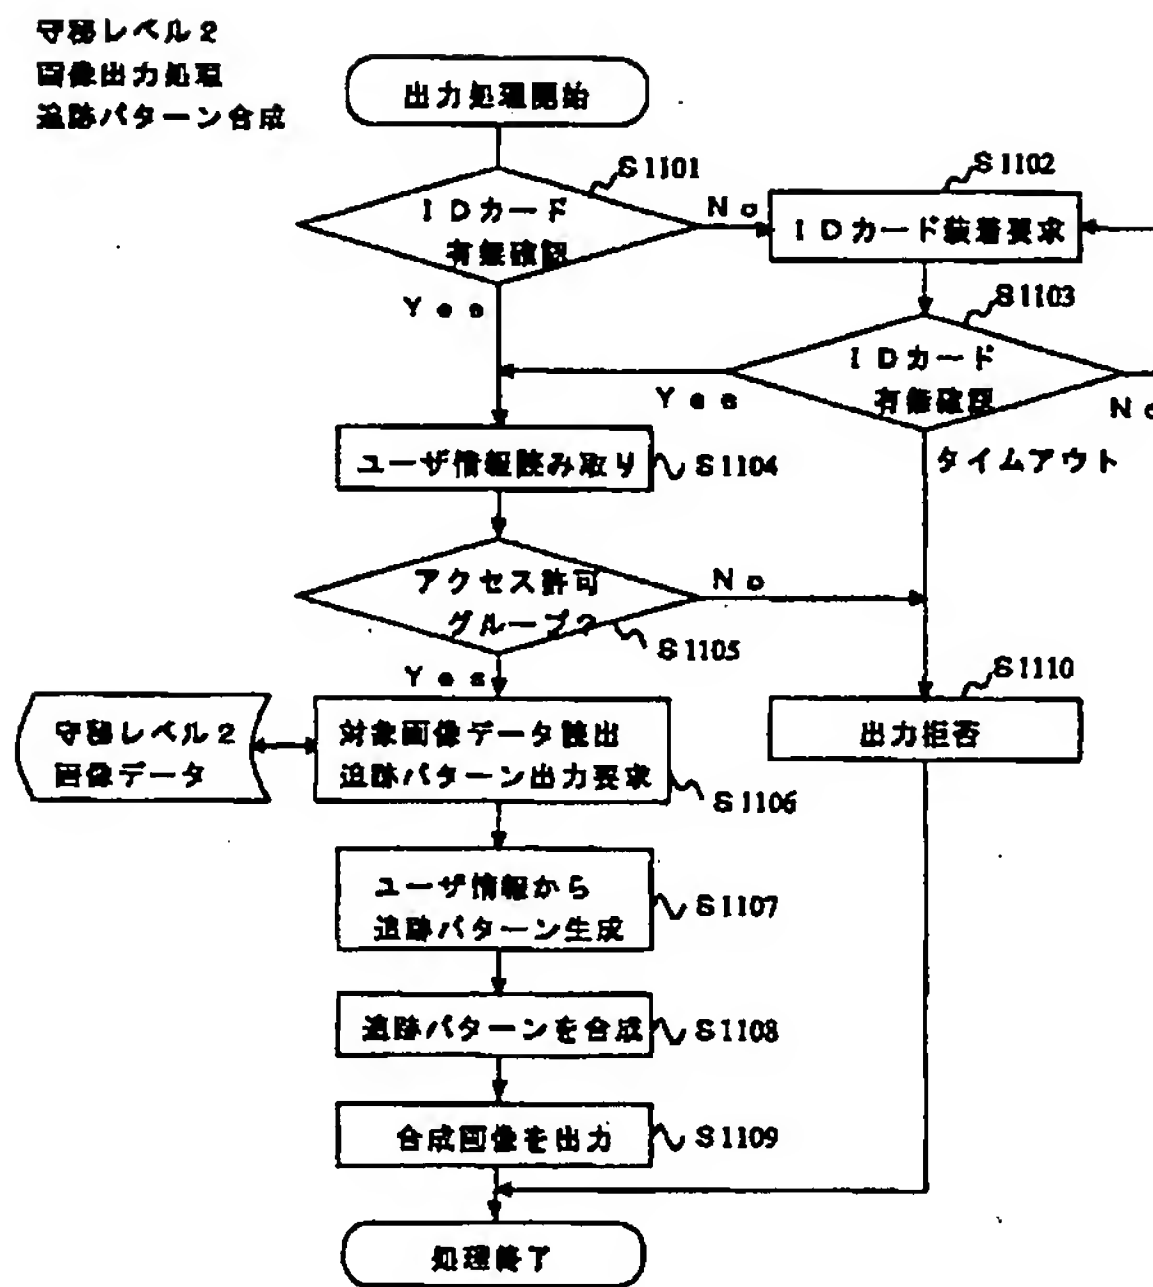 守秘レベル2
画像出力処理
追跡パターン合成
出力処理開始
S1101
IDカード
有無確認
No
Yes
S1102
IDカード装着要求
S1103
IDカード
有無確認
Yes
No
タイムアウト
ユーザ情報読み取り
S1104
アクセス許可
グループ?
No
S1105
Yes
守秘レベル2
画像データ
対象画像データ読出
追跡パターン出力要求
S1106
S1110
出力拒否
ユーザ情報から
追跡パターン生成
S1107
追跡パターンを合成
S1108
合成画像を出力
S1109
処理終了